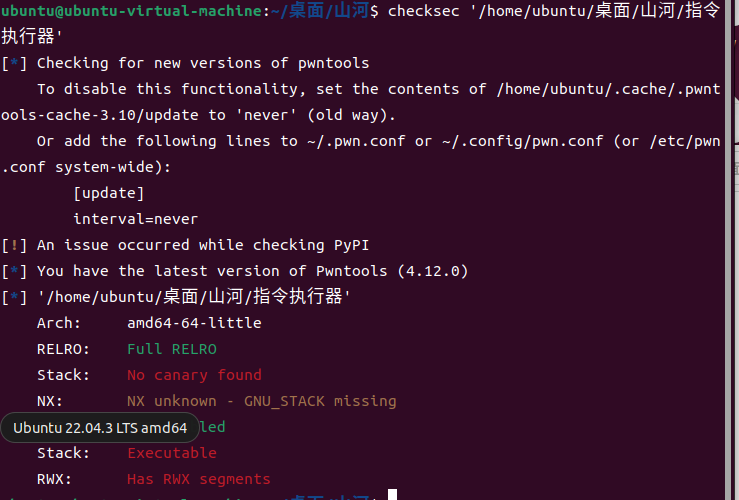 ubuntu@ubuntu-virtual-machine:~/桌面/山河$ checksec '/home/ubuntu/桌面/山河/指令
执行器'
[*] Checking for new versions of pwntools
    To disable this functionality, set the contents of /home/ubuntu/.cache/.pwnt
ools-cache-3.10/update to 'never' (old way).
    Or add the following lines to ~/.pwn.conf or ~/.config/pwn.conf (or /etc/pwn
.conf system-wide):
        [update]
        interval=never
[!] An issue occurred while checking PyPI
[*] You have the latest version of Pwntools (4.12.0)
[*] '/home/ubuntu/桌面/山河/指令执行器'
    Arch:     amd64-64-little
    RELRO:    Full RELRO
    Stack:    No canary found
    NX:       NX unknown - GNU_STACK missing
Ubuntu 22.04.3 LTS amd64 led
    Stack:    Executable
    RWX:      Has RWX segments